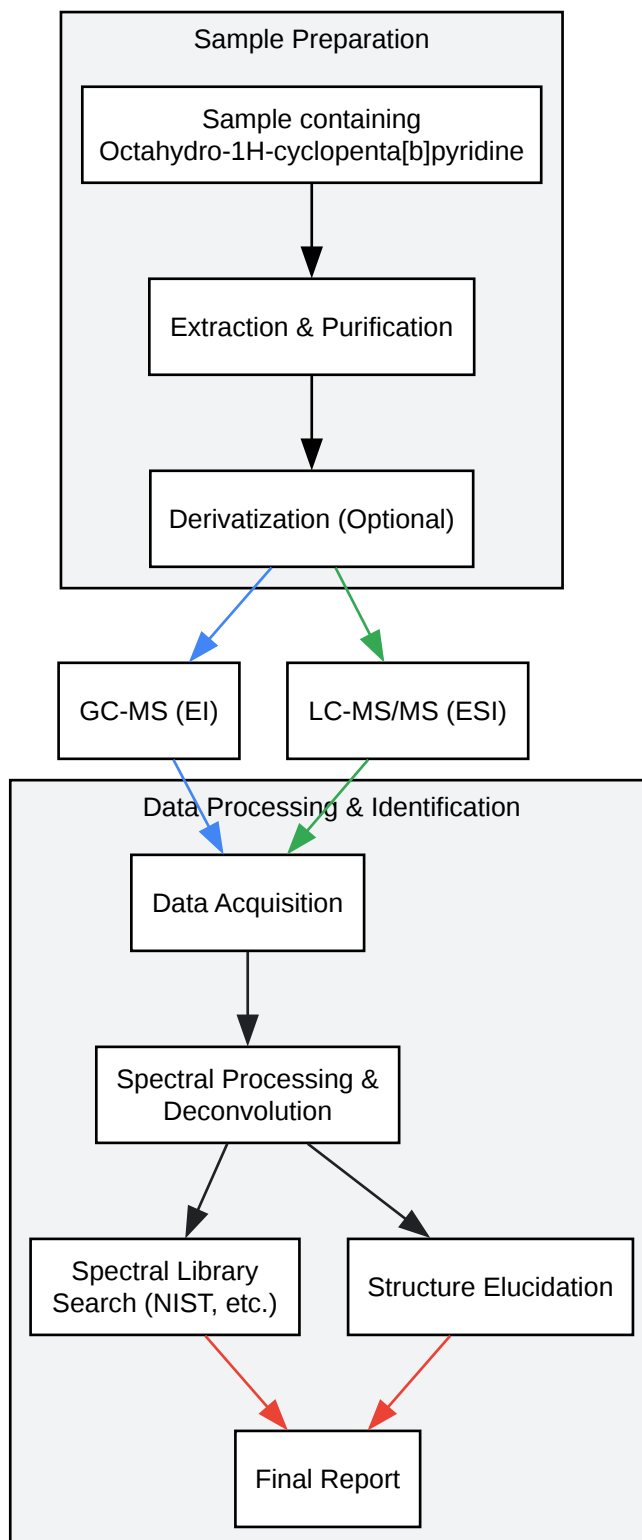 Sample Preparation
Sample containing
Octahydro-1H-cyclopenta[b]pyridine
Extraction & Purification
Derivatization (Optional)
GC-MS (EI)
LC-MS/MS (ESI)
Data Processing & Identification
Data Acquisition
Spectral Processing &
Deconvolution
Spectral Library
Search (NIST, etc.)
Structure Elucidation
Final Report